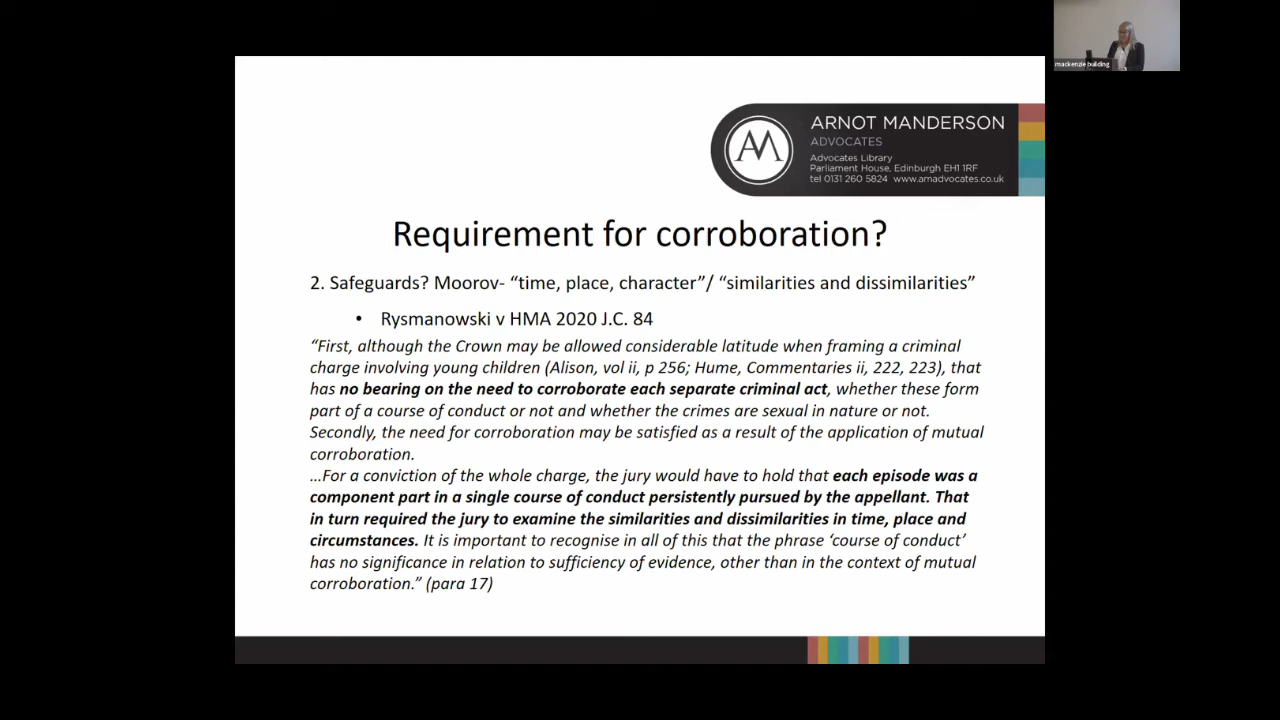 mackenzie building
AM
ARNOT MANDERSON
ADVOCATES
Advocates Library
Parliament House, Edinburgh EH1 1RF
tel 0131 260 5824 www.amadvocates.co.uk
Requirement for corroboration?
2. Safeguards? Moorov- “time, place, character”/ “similarities and dissimilarities”
• Rysmanowski v HMA 2020 J.C. 84
“First, although the Crown may be allowed considerable latitude when framing a criminal
charge involving young children (Alison, vol ii, p 256; Hume, Commentaries ii, 222, 223), that
has no bearing on the need to corroborate each separate criminal act, whether these form
part of a course of conduct or not and whether the crimes are sexual in nature or not.
Secondly, the need for corroboration may be satisfied as a result of the application of mutual
corroboration.
…For a conviction of the whole charge, the jury would have to hold that each episode was a
component part in a single course of conduct persistently pursued by the appellant. That
in turn required the jury to examine the similarities and dissimilarities in time, place and
circumstances. It is important to recognise in all of this that the phrase ‘course of conduct’
has no significance in relation to sufficiency of evidence, other than in the context of mutual
corroboration.” (para 17)